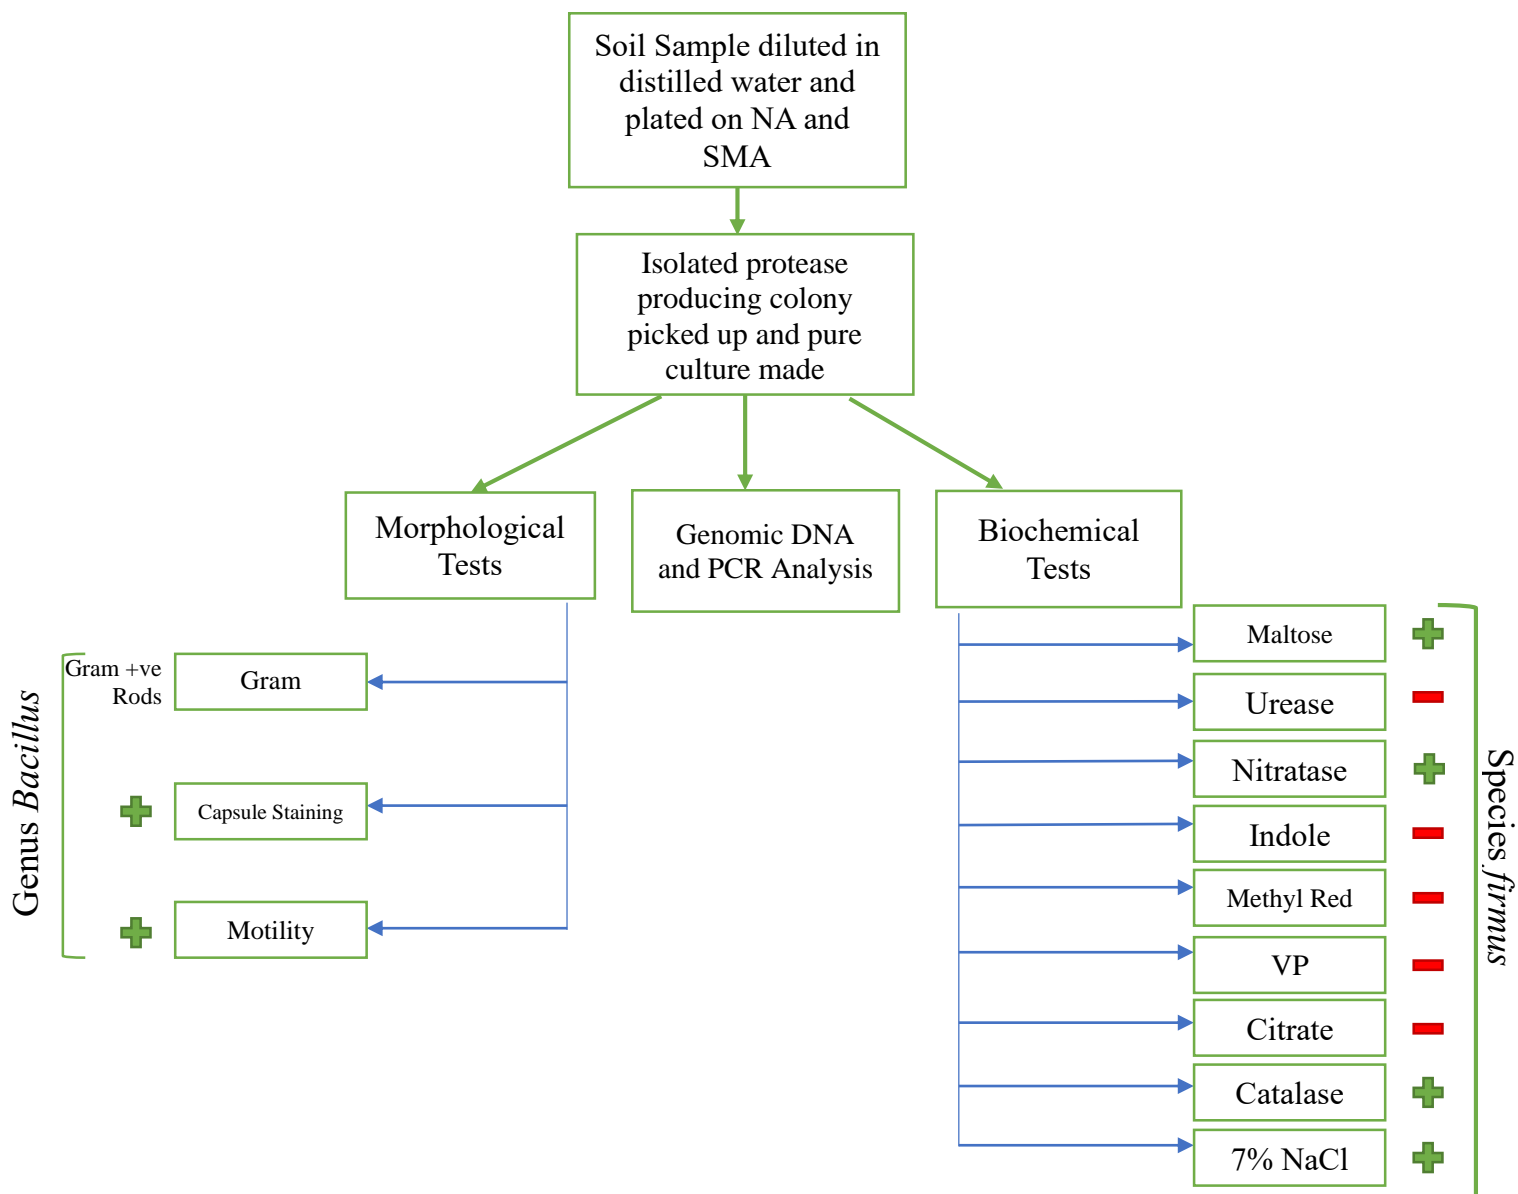 Soil Sample diluted in
distilled water and
plated on NA and
SMA
Isolated protease
producing colony
picked up and pure
culture made
Morphological
Tests
Genomic DNA
and PCR Analysis
Biochemical
Tests
Genus Bacillus
Gram +ve
Rods
Gram
Capsule Staining
Motility
Maltose
Urease
Nitratase
Indole
Methyl Red
VP
Citrate
Catalase
7% NaCl
Species firmus